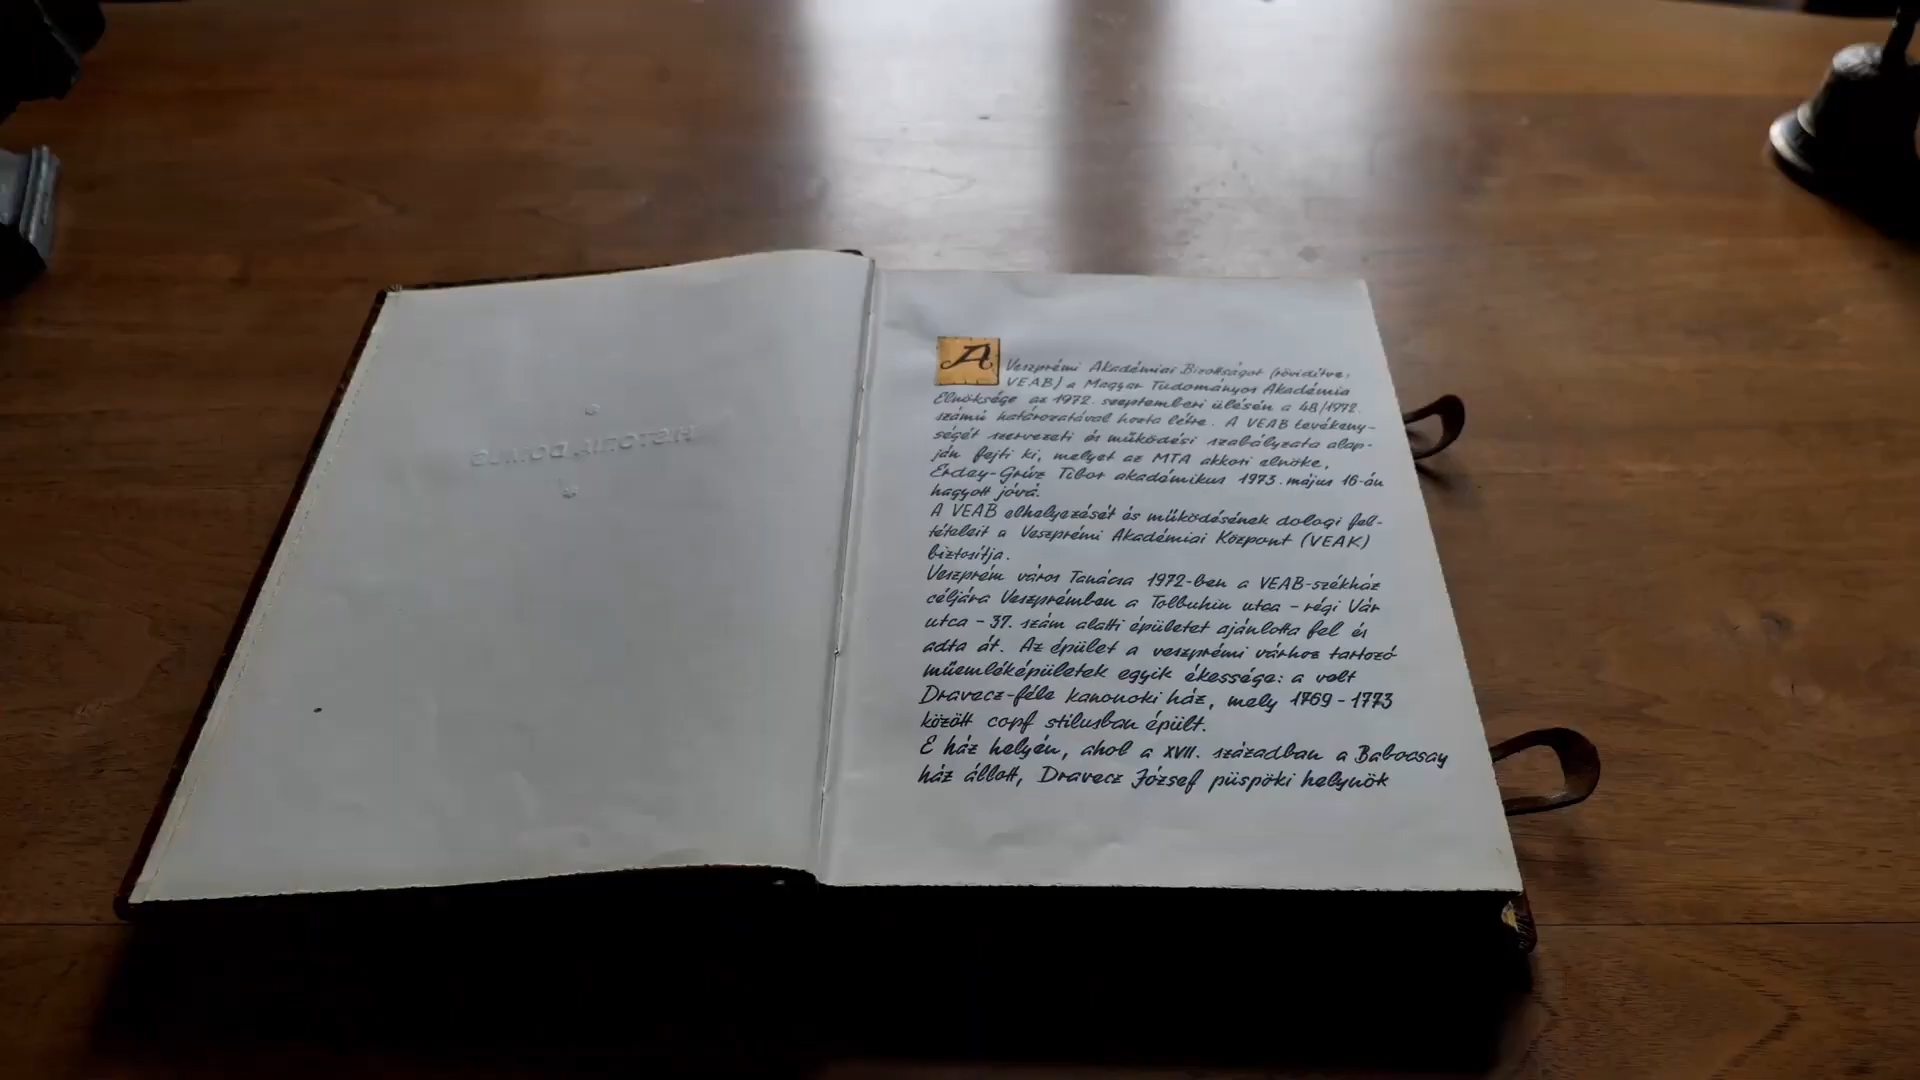 HISTORIA DOMUS
A Veszprémi Akadémiai Bizottságot (rövidítve:
VEAB) a Magyar Tudományos Akadémia
Elnöksége az 1972. szeptemberi ülésén a 48/1972.
számú határozatával hozta létre. A VEAB tevékeny-
ségét szervezeti és működési szabályzata alap-
ján fejti ki, melyet az MTA akkori elnöke,
Erdey-Grúz Tibor akadémikus 1973. május 16-án
hagyott jóvá.
A VEAB elhelyezését és működésének dologi fel-
tételeit a Veszprémi Akadémiai Központ (VEAK)
biztosítja.
Veszprém város Tanácsa 1972-ben a VEAB-székház
céljára Veszprémben a Tolbuhin utca - régi Vár
utca - 37. szám alatti épületet ajánlotta fel és
adta át. Az épület a veszprémi várhoz tartozó
műemléképületek egyik ékessége: a volt
Dravecz-féle kanonoki ház, mely 1769-1773
között copf stílusban épült.
E ház helyén, ahol a XVII. században a Babocsay
ház állott, Dravecz József püspöki helynök